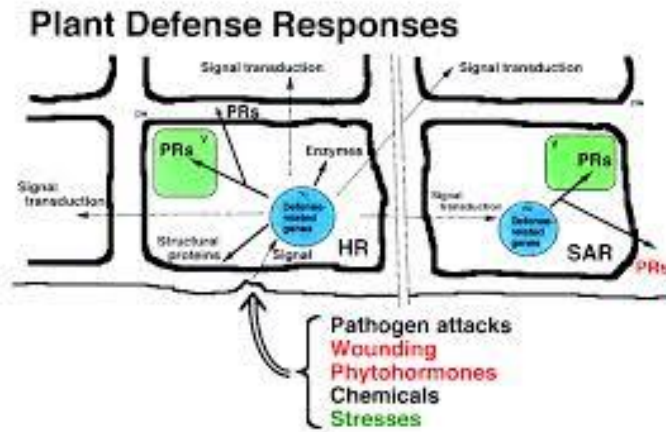 Plant Defense Responses
Signal transduction
Signal transduction
PRs
PRs
V
Enzymes
PRs
Signal
transduction
Defense-
related
genes
Signal
transduction
Defense-
related
genes
Structural
proteins
Signal
HR
SAR
PRs
Pathogen attacks
Wounding
Phytohormones
Chemicals
Stresses